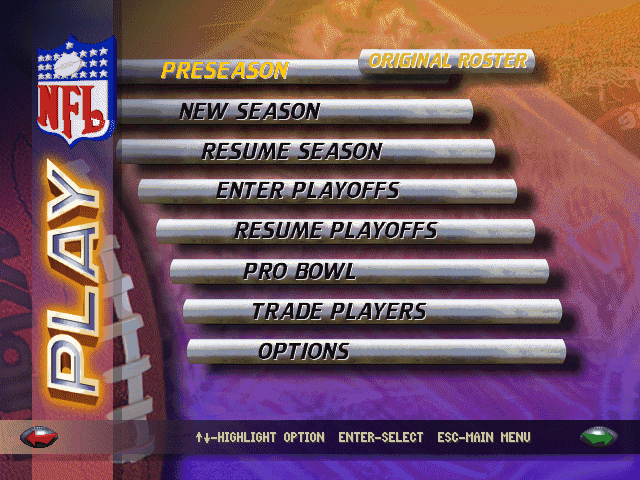 NFL
PLAY
PRESEASON
ORIGINAL ROSTER
NEW SEASON
RESUME SEASON
ENTER PLAYOFFS
RESUME PLAYOFFS
PRO BOWL
TRADE PLAYERS
OPTIONS
↑↓-HIGHLIGHT OPTION ENTER-SELECT ESC-MAIN MENU